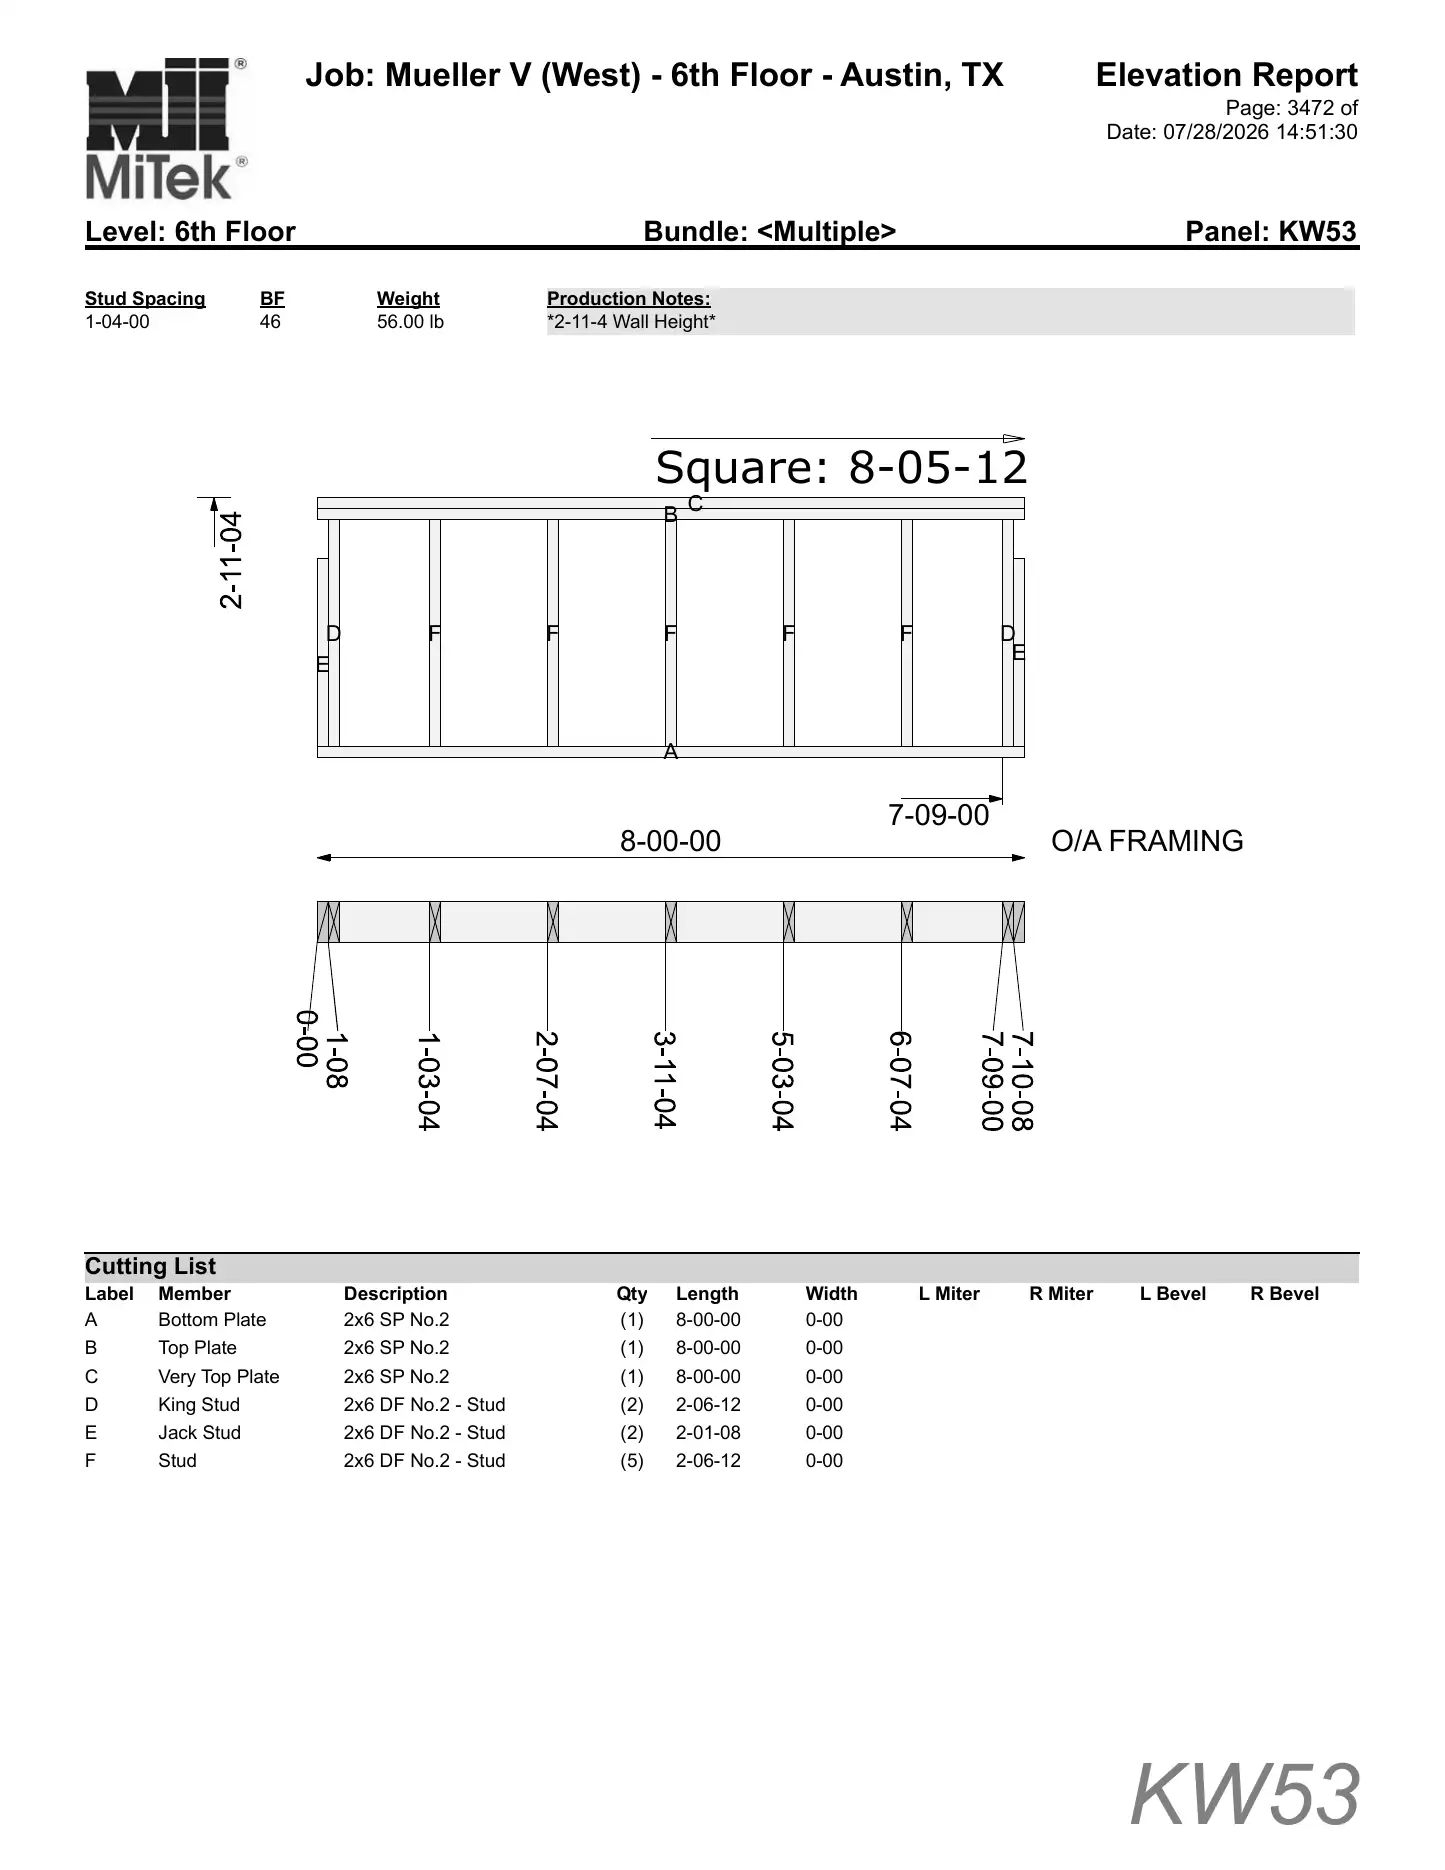 Job: Mueller V (West) - 6th Floor - Austin, TX
Elevation Report
Page: 3472 of
Date: 07/28/2026 14:51:30
MiTek®
Level: 6th Floor Bundle: <Multiple> Panel: KW53
Stud Spacing BF Weight Production Notes:
1-04-00 46 56.00 lb *2-11-4 Wall Height*
Square: 8-05-12
2-11-04
C
B
D F F F F F D
E E
A
7-09-00
8-00-00 O/A FRAMING
0-00 1-08 1-03-04 2-07-04 3-11-04 5-03-04 6-07-04 7-09-00 7-10-08
Cutting List
Label Member Description Qty Length Width L Miter R Miter L Bevel R Bevel
A Bottom Plate 2x6 SP No.2 (1) 8-00-00 0-00
B Top Plate 2x6 SP No.2 (1) 8-00-00 0-00
C Very Top Plate 2x6 SP No.2 (1) 8-00-00 0-00
D King Stud 2x6 DF No.2 - Stud (2) 2-06-12 0-00
E Jack Stud 2x6 DF No.2 - Stud (2) 2-01-08 0-00
F Stud 2x6 DF No.2 - Stud (5) 2-06-12 0-00
KW53